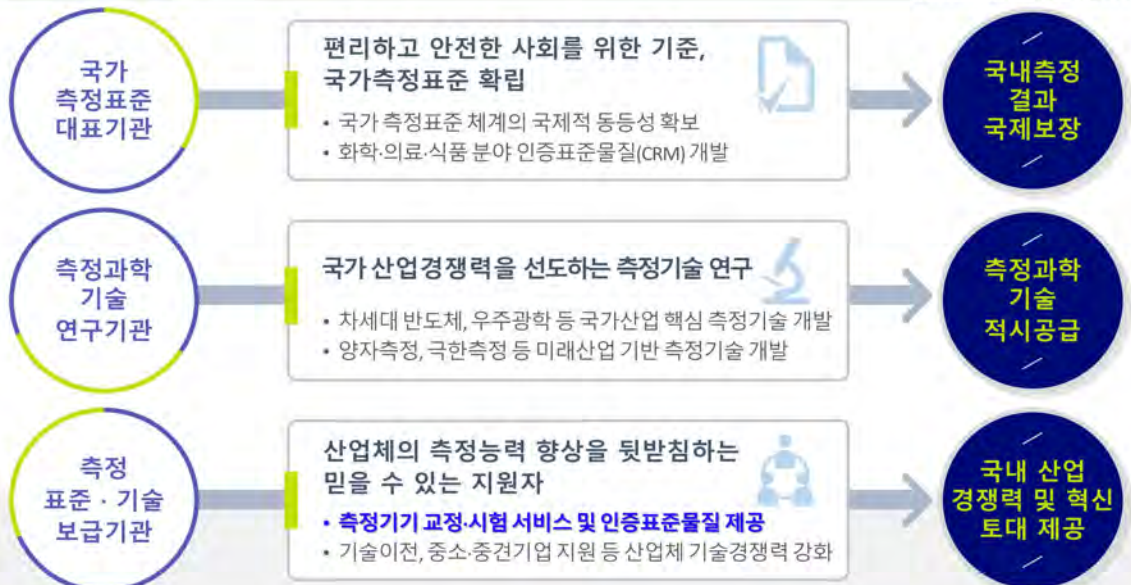 국가
측정표준
대표기관
편리하고 안전한 사회를 위한 기준,
국가측정표준 확립
• 국가 측정표준 체계의 국제적 동등성 확보
• 화학·의료·식품 분야 인증표준물질(CRM) 개발
국내측정
결과
국제보장
측정과학
기술
연구기관
국가 산업경쟁력을 선도하는 측정기술 연구
• 차세대 반도체, 우주광학 등 국가산업 핵심 측정기술 개발
• 양자측정, 극한측정 등 미래산업 기반 측정기술 개발
측정과학
기술
적시공급
측정
표준 · 기술
보급기관
산업체의 측정능력 향상을 뒷받침하는
믿을 수 있는 지원자
• 측정기기 교정·시험 서비스 및 인증표준물질 제공
• 기술이전, 중소·중견기업 지원 등 산업체 기술경쟁력 강화
국내 산업
경쟁력 및 혁신
토대 제공